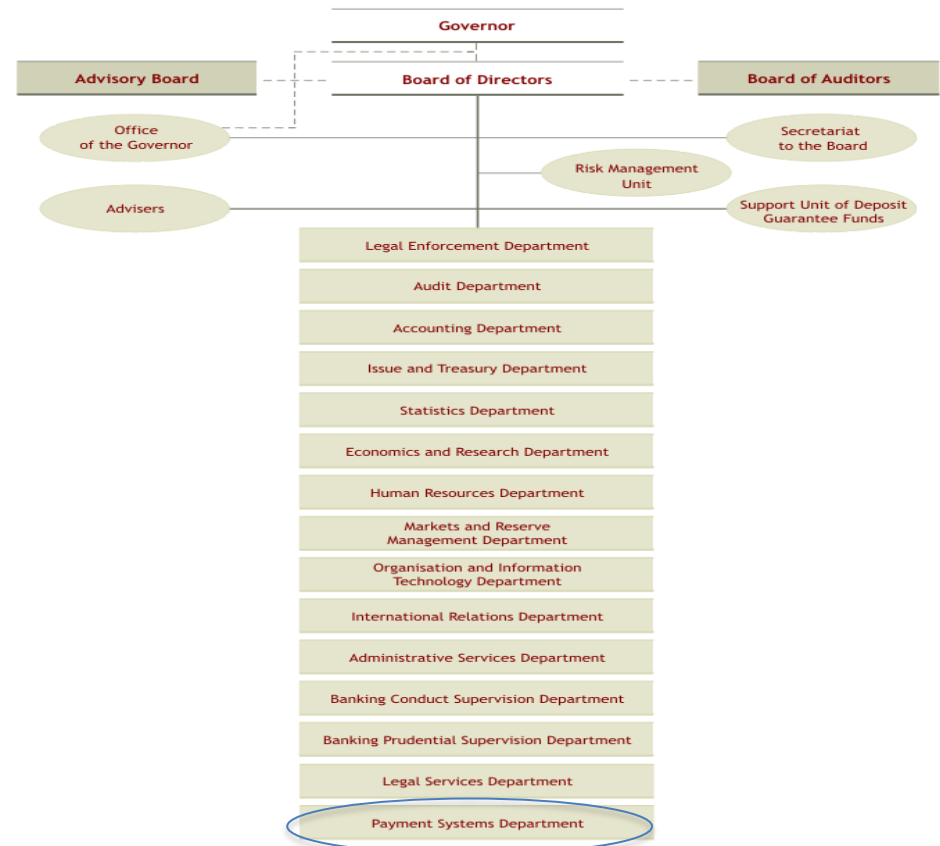 Governor
Advisory Board
Board of Directors
Board of Auditors
Office
of the Governor
Secretariat
to the Board
Risk Management
Unit
Advisers
Support Unit of Deposit
Guarantee Funds
Legal Enforcement Department
Audit Department
Accounting Department
Issue and Treasury Department
Statistics Department
Economics and Research Department
Human Resources Department
Markets and Reserve
Management Department
Organisation and Information
Technology Department
International Relations Department
Administrative Services Department
Banking Conduct Supervision Department
Banking Prudential Supervision Department
Legal Services Department
Payment Systems Department